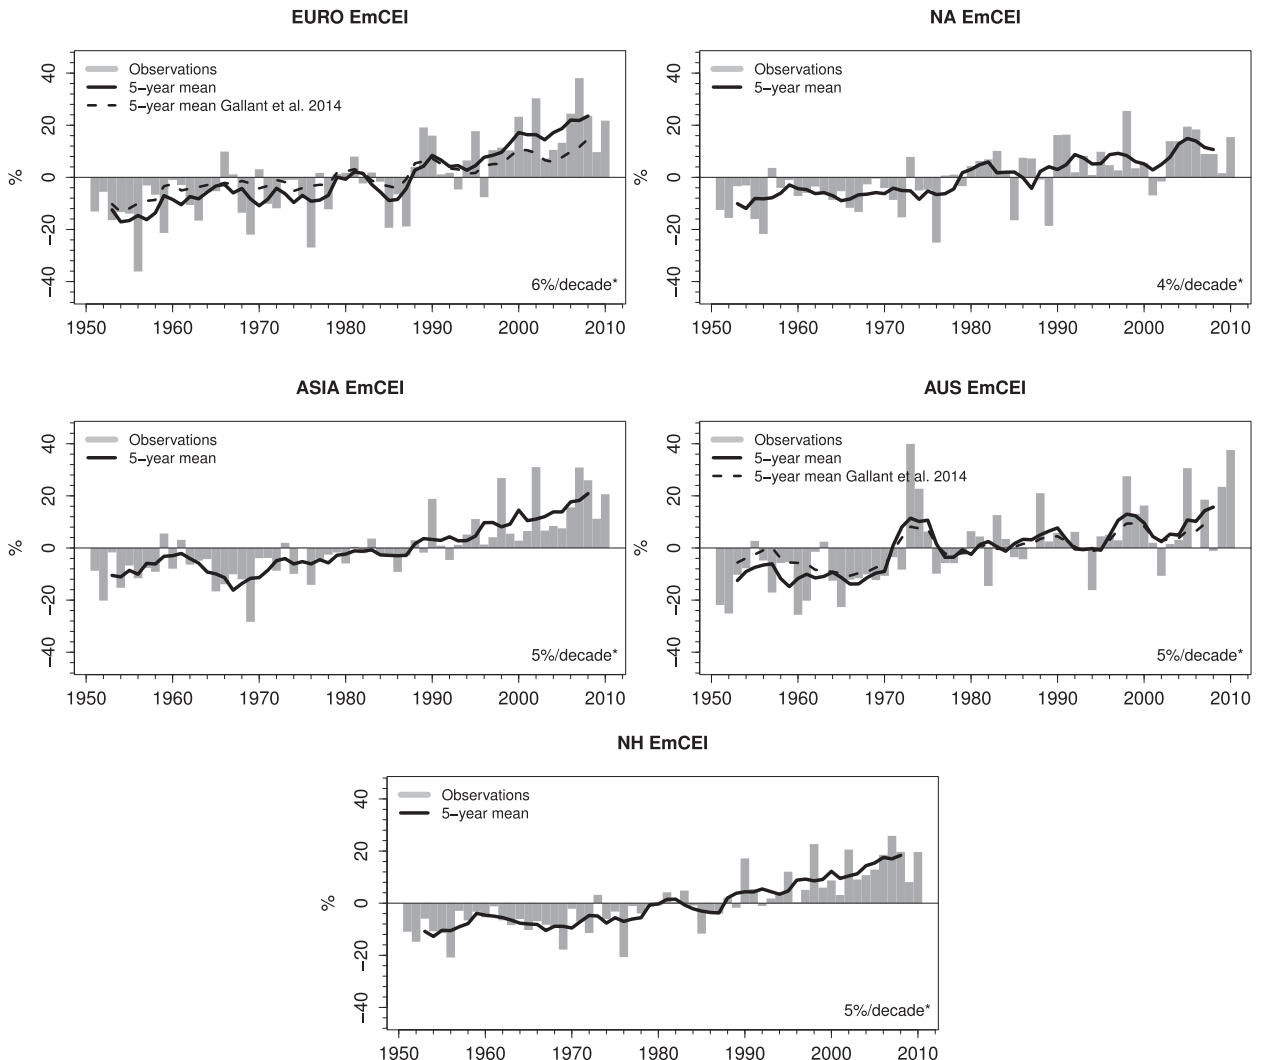 EURO EmCEI
%
40
20
0
−20
−40
Observations
5−year mean
5−year mean Gallant et al. 2014
6%/decade*
1950 1960 1970 1980 1990 2000 2010
NA EmCEI
%
40
20
0
−20
−40
Observations
5−year mean
4%/decade*
1950 1960 1970 1980 1990 2000 2010
ASIA EmCEI
%
40
20
0
−20
−40
Observations
5−year mean
5%/decade*
1950 1960 1970 1980 1990 2000 2010
AUS EmCEI
%
40
20
0
−20
−40
Observations
5−year mean
5−year mean Gallant et al. 2014
5%/decade*
1950 1960 1970 1980 1990 2000 2010
NH EmCEI
%
40
20
0
−20
−40
Observations
5−year mean
5%/decade*
1950 1960 1970 1980 1990 2000 2010